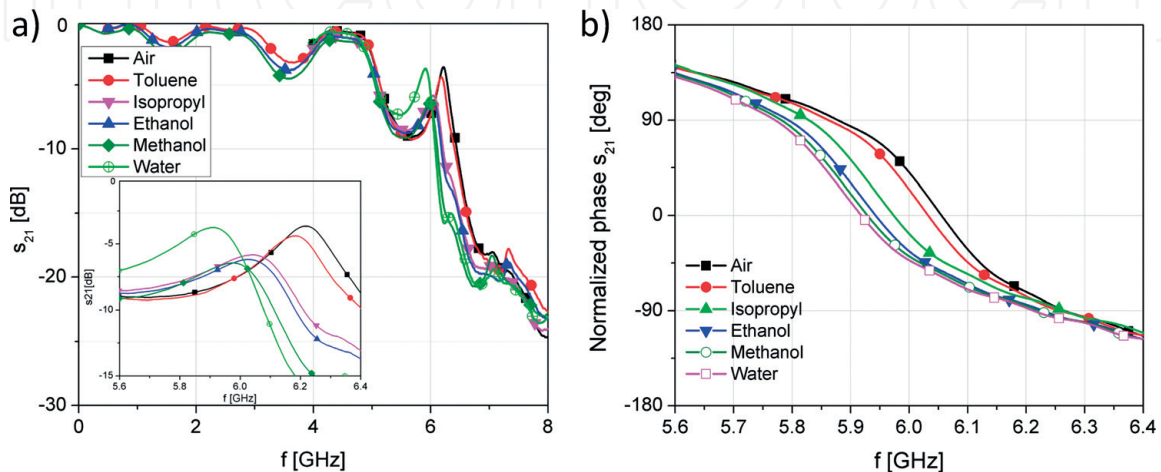 a)
0
-10
-20
-30
s21 [dB]
Air
Toluene
Isopropyl
Ethanol
Methanol
Water
0
-5
-10
-15
s21[dB]
5.6 5.8 6.0 6.2 6.4
f [GHz]
0 2 4 6 8
f [GHz]
b)
180
90
0
-90
-180
Normalized phase s21 [deg]
Air
Toluene
Isopropyl
Ethanol
Methanol
Water
5.6 5.7 5.8 5.9 6.0 6.1 6.2 6.3 6.4
f [GHz]